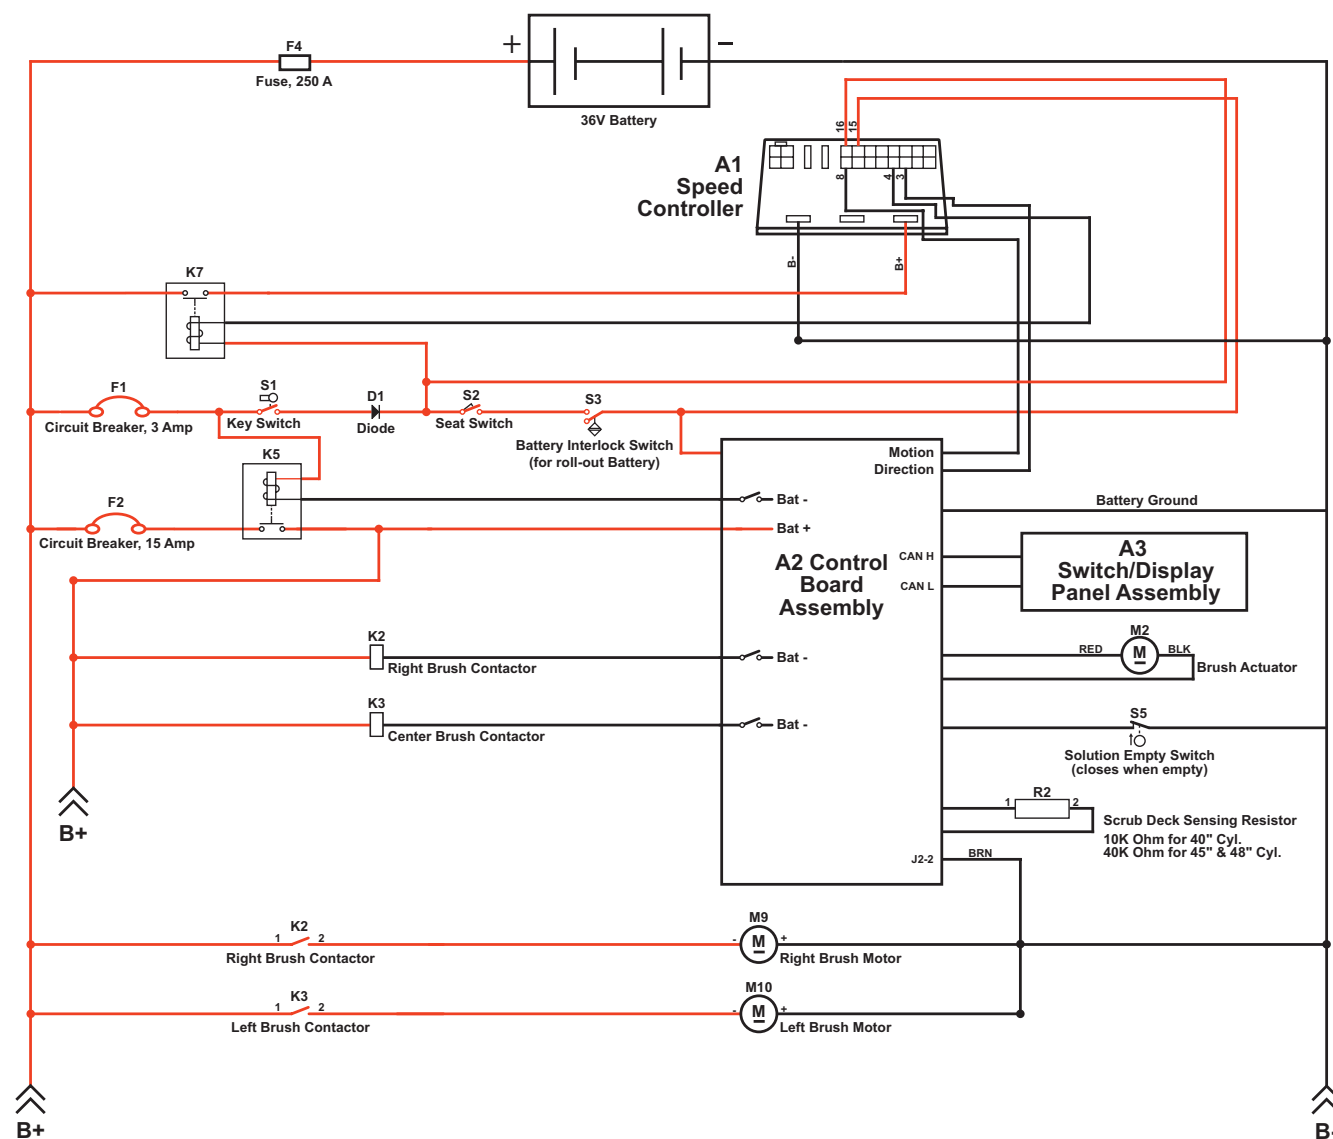 F4
Fuse, 250 A
+
−
36V Battery
16
15
A1
Speed
Controller
8
4
3
B-
B+
K7
F1
Circuit Breaker, 3 Amp
S1
Key Switch
D1
Diode
S2
Seat Switch
S3
Battery Interlock Switch
(for roll-out Battery)
K5
F2
Circuit Breaker, 15 Amp
Motion
Direction
Bat -
Bat +
Battery Ground
A2 Control
Board
Assembly
CAN H
CAN L
A3
Switch/Display
Panel Assembly
K2
Right Brush Contactor
Bat -
RED
M2
M
BLK
Brush Actuator
K3
Center Brush Contactor
Bat -
S5
Solution Empty Switch
(closes when empty)
B+
1
R2
2
Scrub Deck Sensing Resistor
10K Ohm for 40" Cyl.
40K Ohm for 45" & 48" Cyl.
J2-2
BRN
K2
1
2
Right Brush Contactor
M9
-
M
+
Right Brush Motor
K3
1
2
Left Brush Contactor
M10
-
M
+
Left Brush Motor
B+
B-